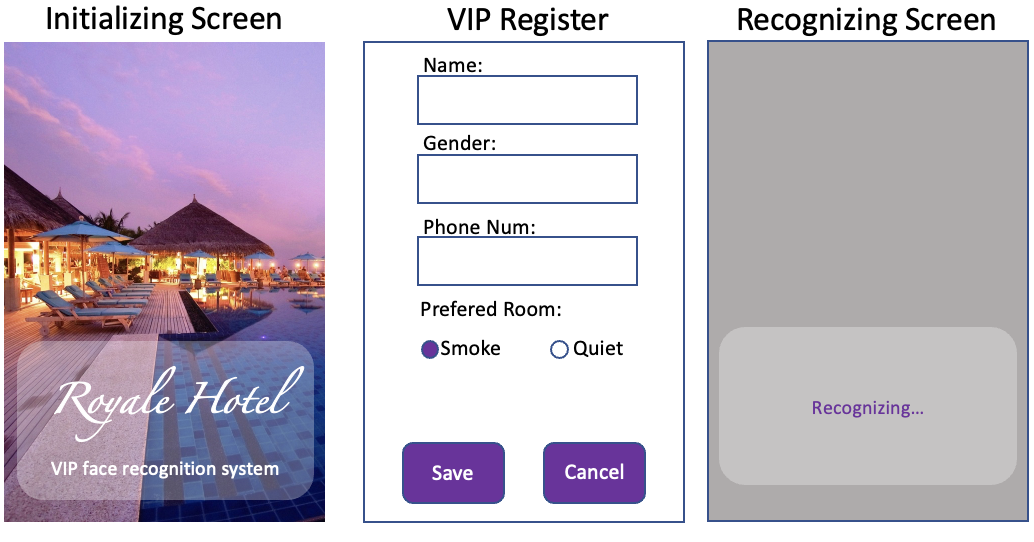 Initializing Screen
VIP Register
Recognizing Screen
Royale Hotel
VIP face recognition system
Name:
Gender:
Phone Num:
Prefered Room:
Smoke
Quiet
Save
Cancel
Recognizing...